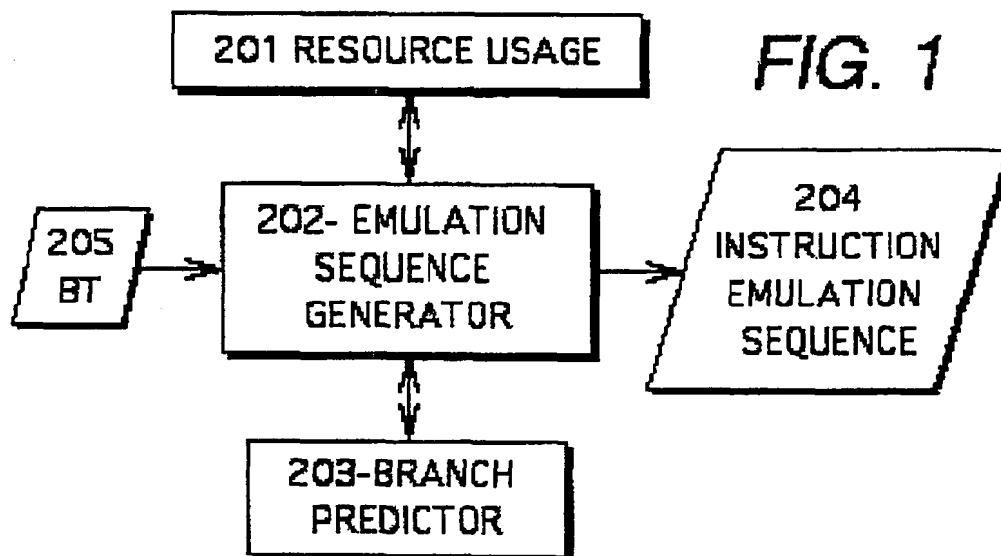 201 RESOURCE USAGE
FIG. 1
205
BT
202- EMULATION
SEQUENCE
GENERATOR
204
INSTRUCTION
EMULATION
SEQUENCE
203-BRANCH
PREDICTOR